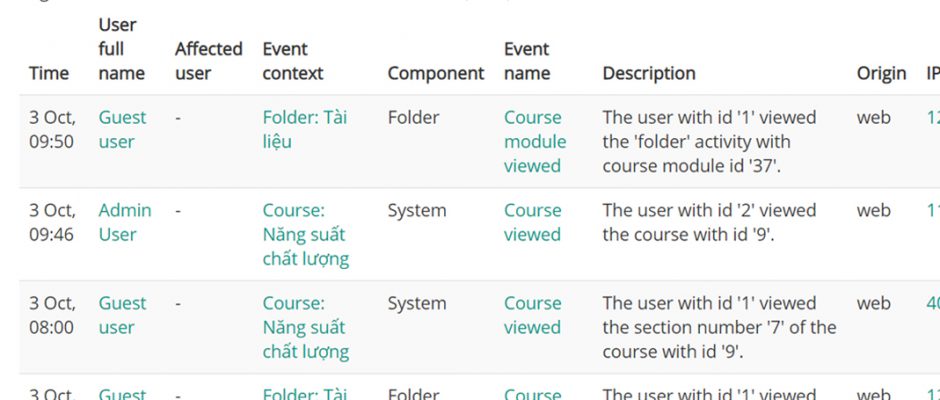 Time User full name Affected user Event context Component Event name Description Origin IP
3 Oct, 09:50 Guest user - Folder: Tài liệu Folder Course module viewed The user with id '1' viewed the 'folder' activity with course module id '37'. web
3 Oct, 09:46 Admin User - Course: Năng suất chất lượng System Course viewed The user with id '2' viewed the course with id '9'. web
3 Oct, 08:00 Guest user - Course: Năng suất chất lượng System Course viewed The user with id '1' viewed the section number '7' of the course with id '9'. web
3 Oct, Guest - Folder: Tài Folder Course The user with id '1' viewed web